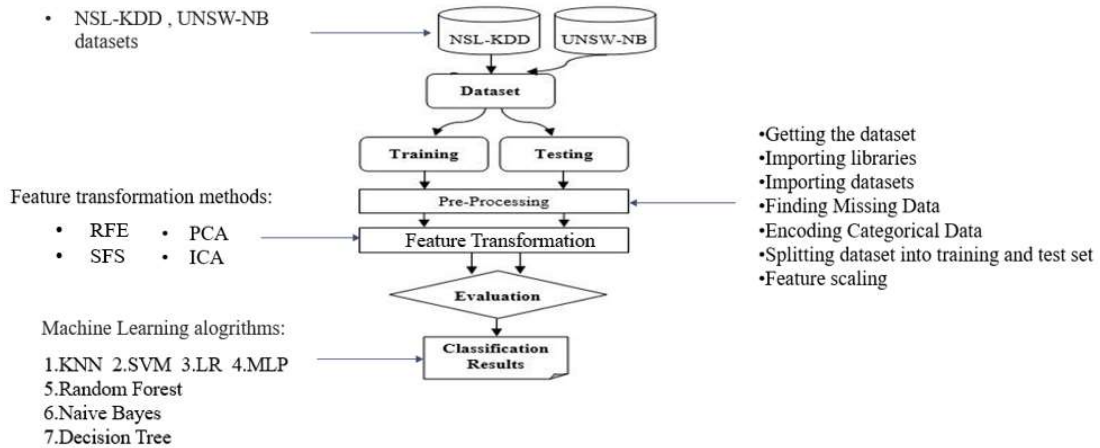 • NSL-KDD , UNSW-NB
datasets
NSL-KDD
UNSW-NB
Dataset
Training
Testing
Pre-Processing
Feature Transformation
Evaluation
Classification
Results
•Getting the dataset
•Importing libraries
•Importing datasets
•Finding Missing Data
•Encoding Categorical Data
•Splitting dataset into training and test set
•Feature scaling
Feature transformation methods:
• RFE • PCA
• SFS • ICA
Machine Learning alogrithms:
1.KNN 2.SVM 3.LR 4.MLP
5.Random Forest
6.Naive Bayes
7.Decision Tree